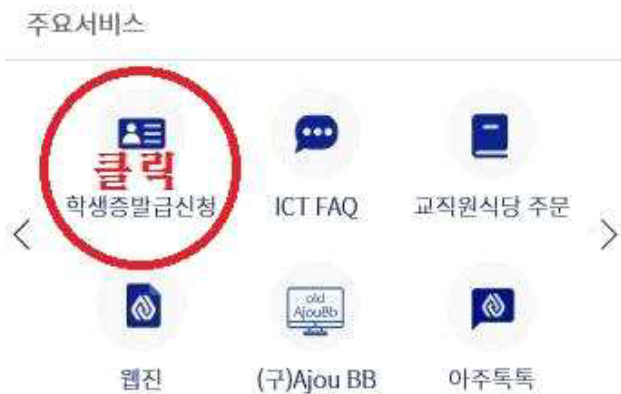 주요서비스
클릭
학생증발급신청
ICT FAQ
교직원식당 주문
old
AjouBb
웹진
(구)Ajou BB
아주톡톡